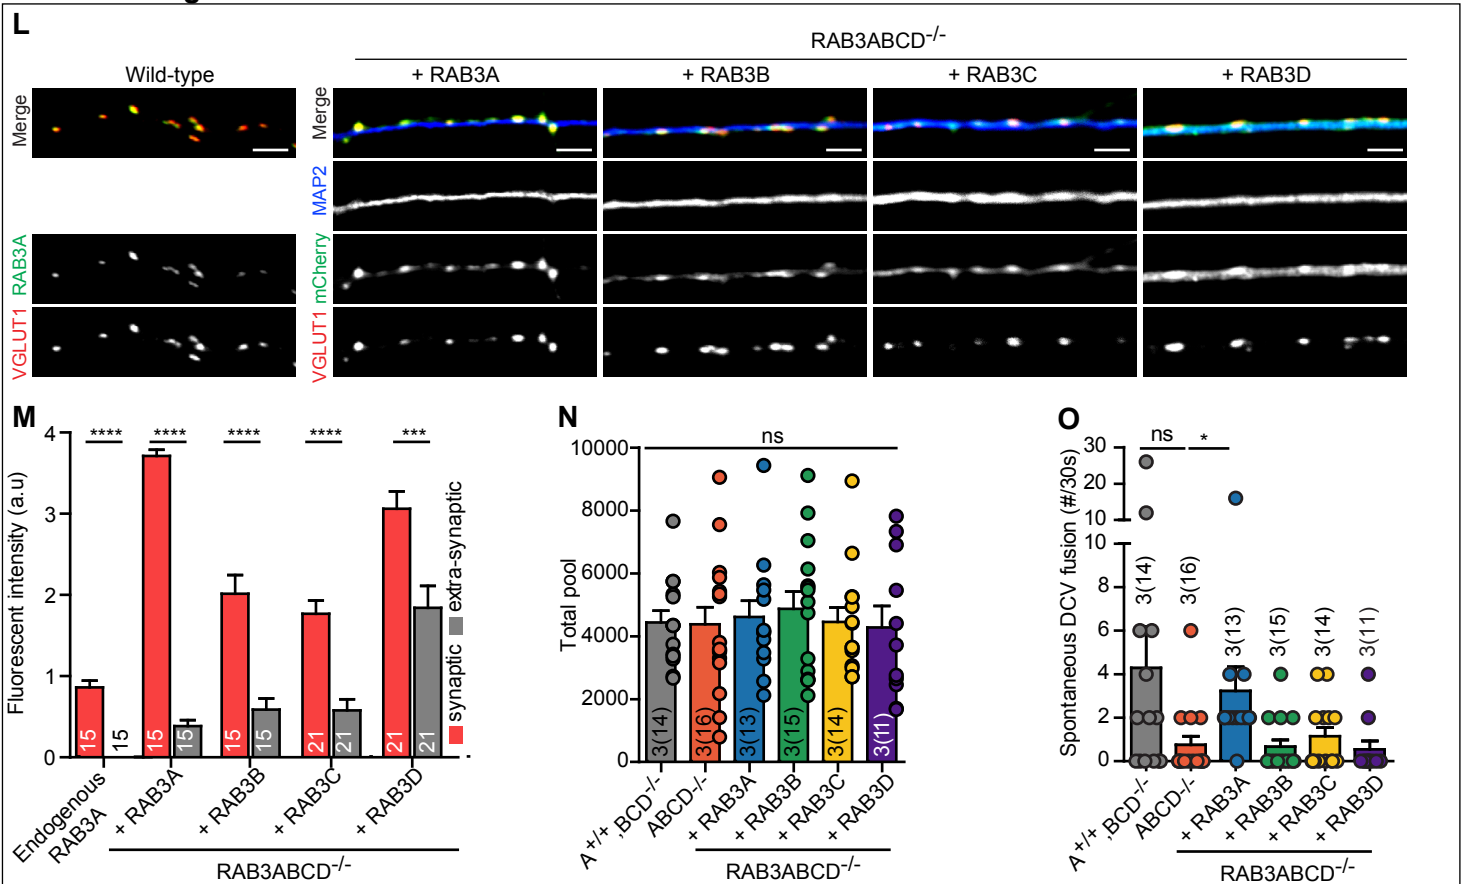 L
RAB3ABCD-/-
Wild-type
+ RAB3A
+ RAB3B
+ RAB3C
+ RAB3D
Merge
Merge
MAP2
RAB3A
mCherry
VGLUT1
VGLUT1
M
Fluorescent intensity (a.u)
4
3
2
1
0
****
****
****
****
***
15
15
15
15
15
15
21
21
21
21
synaptic
extra-synaptic
Endogenous
RAB3A
+ RAB3A
+ RAB3B
+ RAB3C
+ RAB3D
RAB3ABCD-/-
N
Total pool
10000
8000
6000
4000
2000
0
ns
3(14)
3(16)
3(13)
3(15)
3(14)
3(11)
A+/+,BCD-/-
ABCD-/-
+ RAB3A
+ RAB3B
+ RAB3C
+ RAB3D
RAB3ABCD-/-
O
Spontaneous DCV fusion (#/30s)
30
20
10
10
8
6
4
2
0
ns
*
3(14)
3(16)
3(13)
3(15)
3(14)
3(11)
A+/+,BCD-/-
ABCD-/-
+ RAB3A
+ RAB3B
+ RAB3C
+ RAB3D
RAB3ABCD-/-